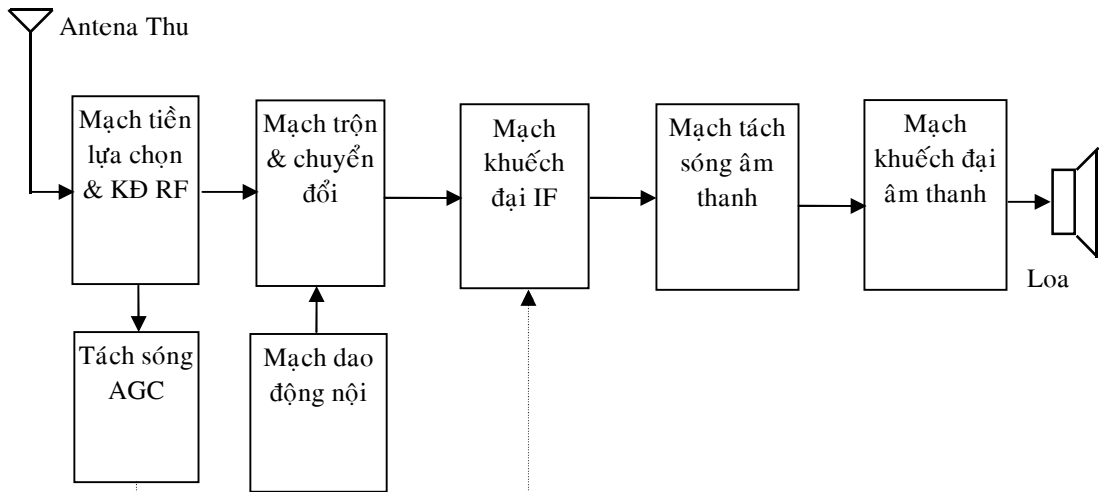 Antena Thu
Mạch tiền
lựa chọn
& KĐ RF
Mạch trộn
& chuyển
đổi
Mạch
khuếch
đại IF
Mạch tách
sóng âm
thanh
Mạch
khuếch đại
âm thanh
Loa
Tách sóng
AGC
Mạch dao
động nội